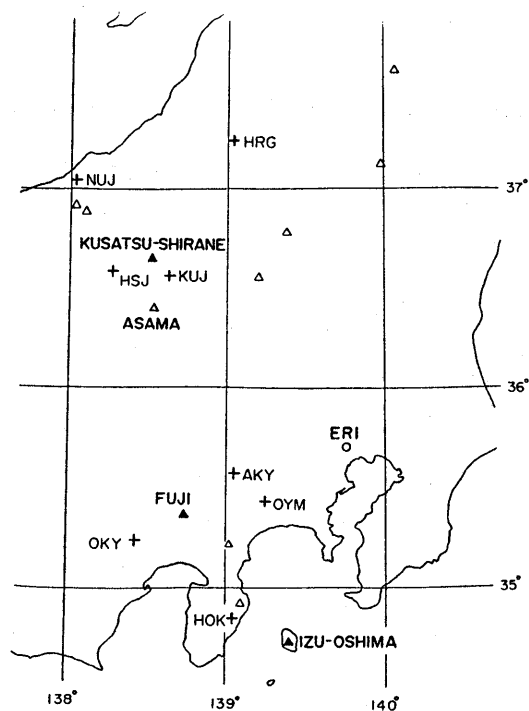 HRG
NUJ
37°
KUSATSU-SHIRANE
HSJ
KUJ
ASAMA
36°
ERI
AKY
FUJI
OYM
OKY
35°
HOK
IZU-OSHIMA
138°
139°
140°